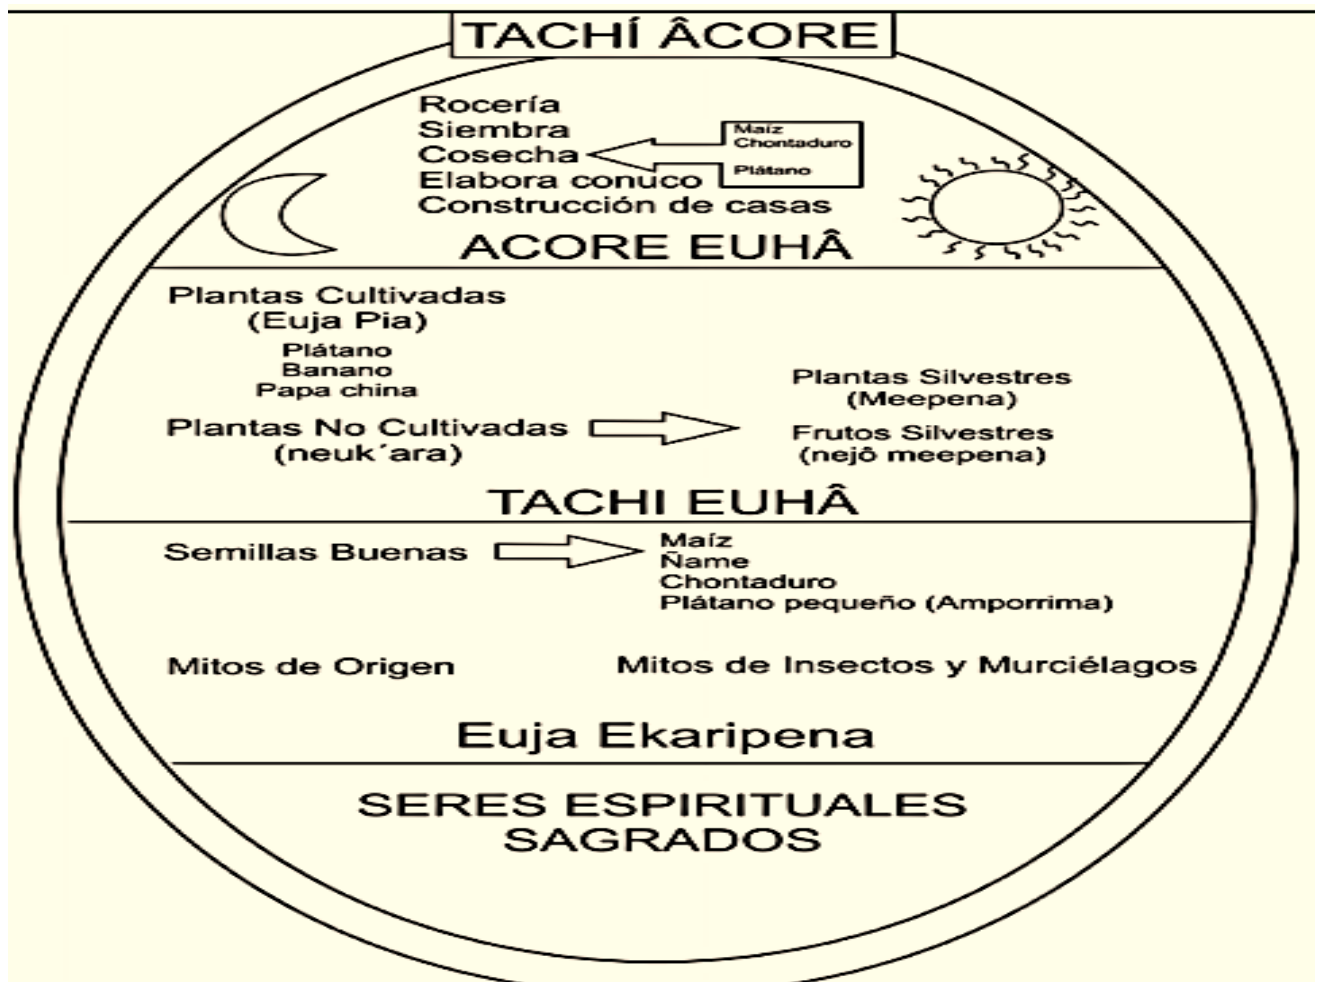 TACHÍ ÂCORE
Rocería
Siembra
Cosecha
Elabora conuco
Construcción de casas
Maíz
Chontaduro
Plátano
ACORE EUHÂ
Plantas Cultivadas
(Euja Pia)
Plátano
Banano
Papa china
Plantas No Cultivadas
(neuk´ara)
Plantas Silvestres
(Meepena)
Frutos Silvestres
(nejô meepena)
TACHI EUHÂ
Semillas Buenas
Maíz
Ñame
Chontaduro
Plátano pequeño (Amporrima)
Mitos de Origen
Mitos de Insectos y Murciélagos
Euja Ekaripena
SERES ESPIRITUALES
SAGRADOS